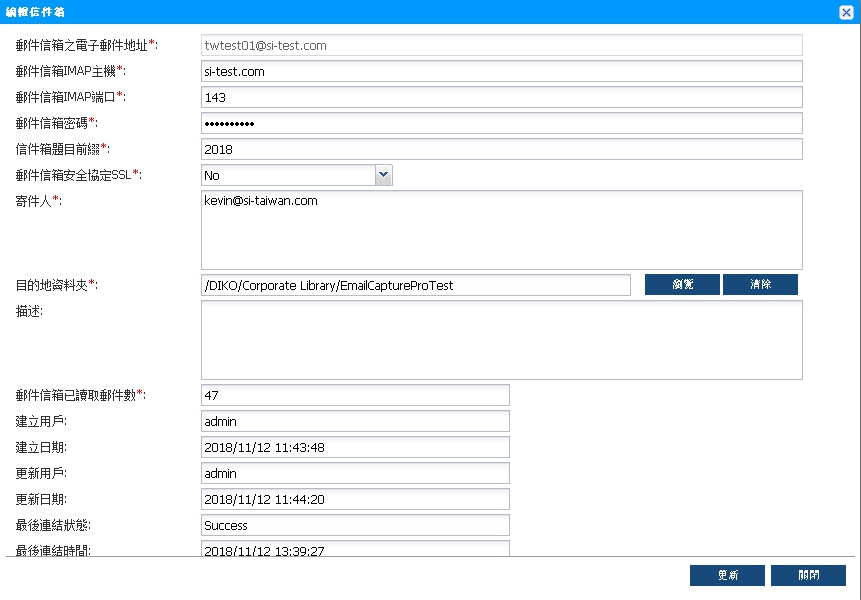 編輯信件箱
郵件信箱之電子郵件地址*: twtest01@si-test.com
郵件信箱IMAP主機*: si-test.com
郵件信箱IMAP端口*: 143
郵件信箱密碼*: ••••••••••
信件箱題目前綴*: 2018
郵件信箱安全協定SSL*: No
寄件人*: kevin@si-taiwan.com
目的地資料夾*: /DIKO/Corporate Library/EmailCaptureProTest 瀏覽 清除
描述:
郵件信箱已讀取郵件數*: 47
建立用戶: admin
建立日期: 2018/11/12 11:43:48
更新用戶: admin
更新日期: 2018/11/12 11:44:20
最後連結狀態: Success
最後連結時間: 2018/11/12 13:39:27
更新 關閉